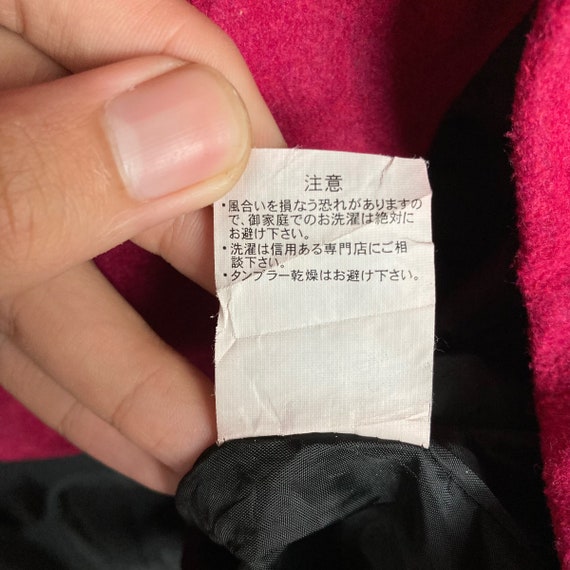 注意
・風合いを損なう恐れがありますの
で、御家庭でのお洗濯は絶対に
お避け下さい。
・洗濯は信用ある専門店にご相
談下さい。
・タンブラー乾燥はお避け下さい。